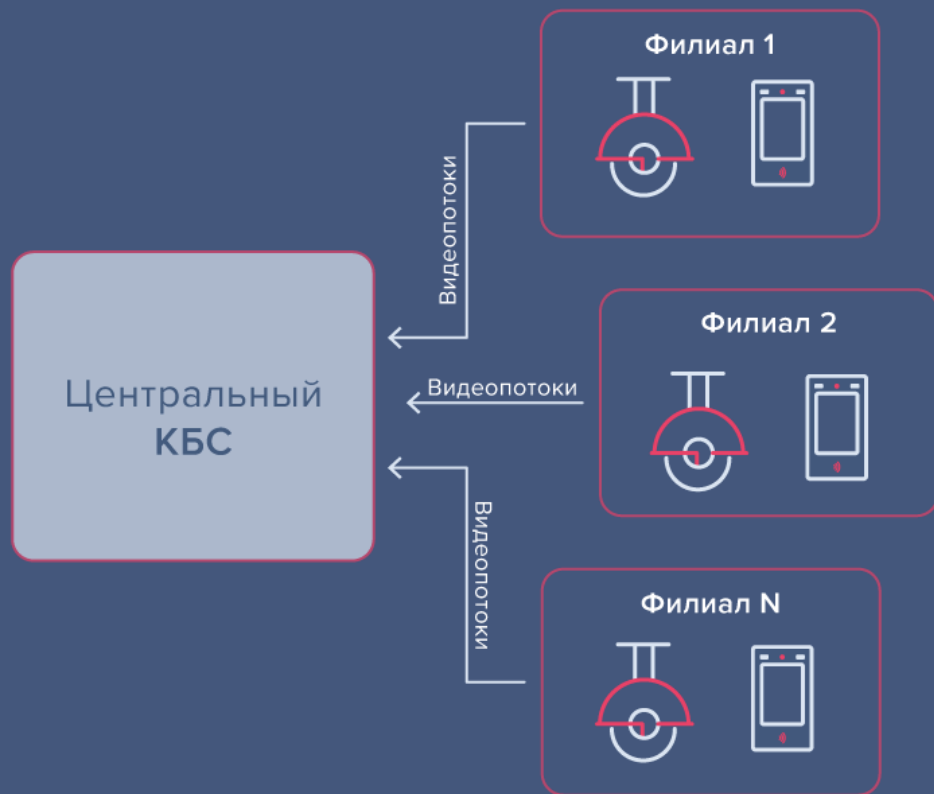 Филиал 1
Видеопотоки
Филиал 2
Видеопотоки
Центральный
КБС
Видеопотоки
Филиал N